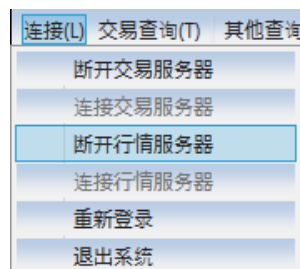 连接(L) 交易查询(T) 其他查询
断开交易服务器
连接交易服务器
断开行情服务器
连接行情服务器
重新登录
退出系统